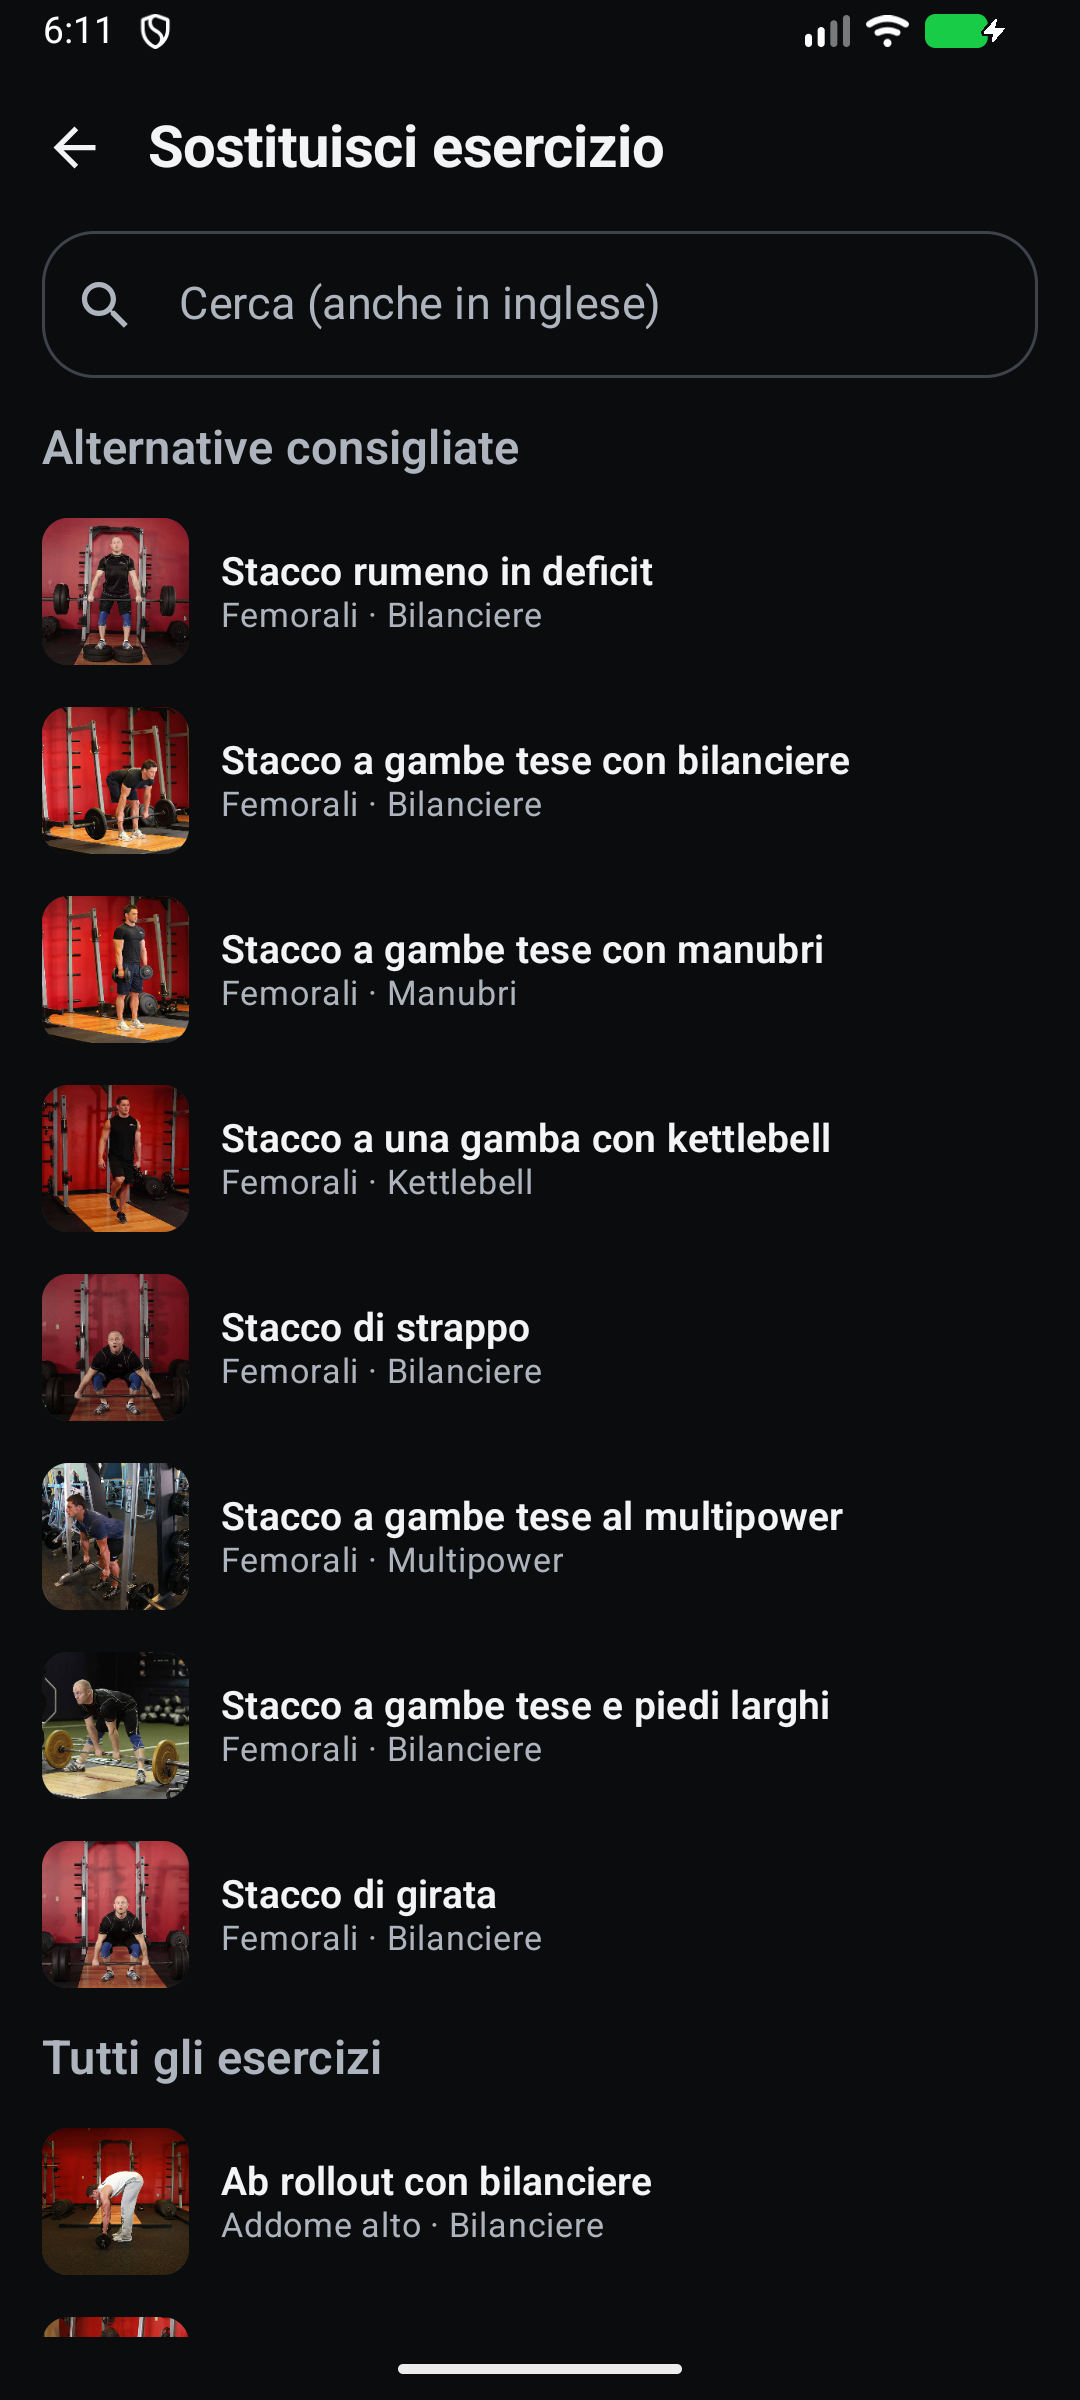 6:11
Sostituisci esercizio
Cerca (anche in inglese)
Alternative consigliate
Stacco rumeno in deficit
Femorali · Bilanciere
Stacco a gambe tese con bilanciere
Femorali · Bilanciere
Stacco a gambe tese con manubri
Femorali · Manubri
Stacco a una gamba con kettlebell
Femorali · Kettlebell
Stacco di strappo
Femorali · Bilanciere
Stacco a gambe tese al multipower
Femorali · Multipower
Stacco a gambe tese e piedi larghi
Femorali · Bilanciere
Stacco di girata
Femorali · Bilanciere
Tutti gli esercizi
Ab rollout con bilanciere
Addome alto · Bilanciere